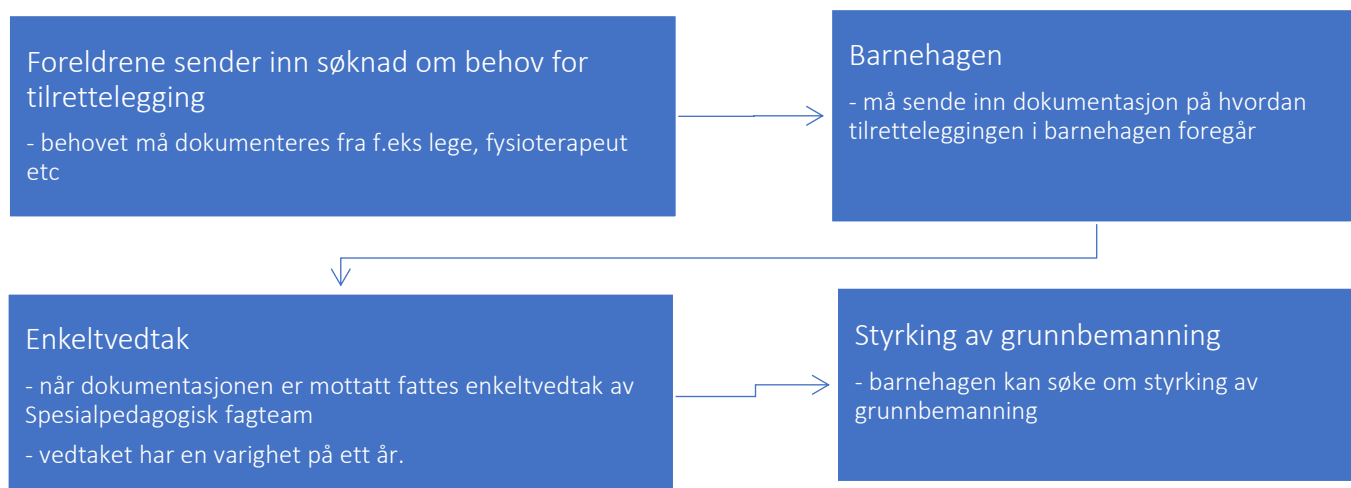 Foreldrene sender inn søknad om behov for
tilrettelegging
- behovet må dokumenteres fra f.eks lege, fysioterapeut
etc
Barnehagen
- må sende inn dokumentasjon på hvordan
tilretteleggingen i barnehagen foregår
Enkeltvedtak
- når dokumentasjonen er mottatt fattes enkeltvedtak av
Spesialpedagogisk fagteam
- vedtaket har en varighet på ett år.
Styrking av grunnbemanning
- barnehagen kan søke om styrking av
grunnbemanning